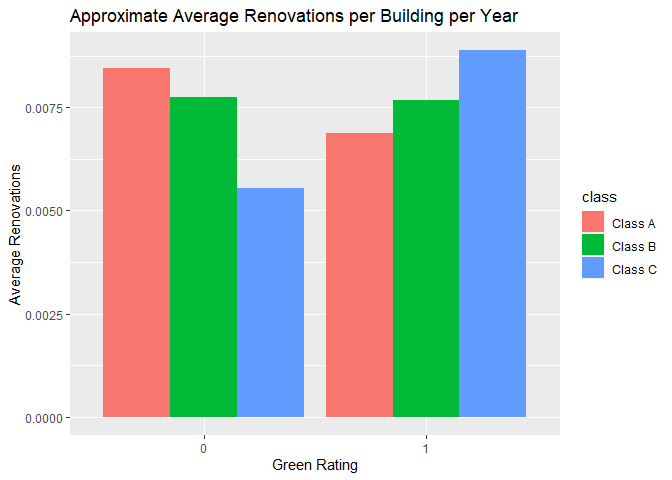 Approximate Average Renovations per Building per Year
Average Renovations
0.0075
0.0050
0.0025
0.0000
0
1
Green Rating
class
Class A
Class B
Class C